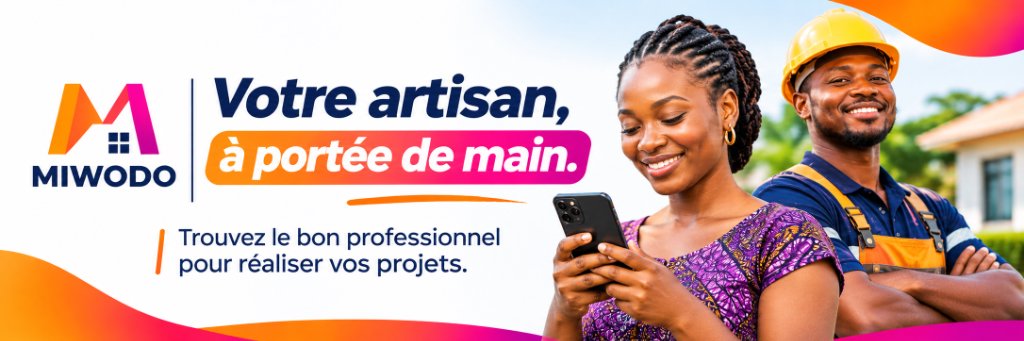 MIWODO
Votre artisan,
à portée de main.
Trouvez le bon professionnel
pour réaliser vos projets.